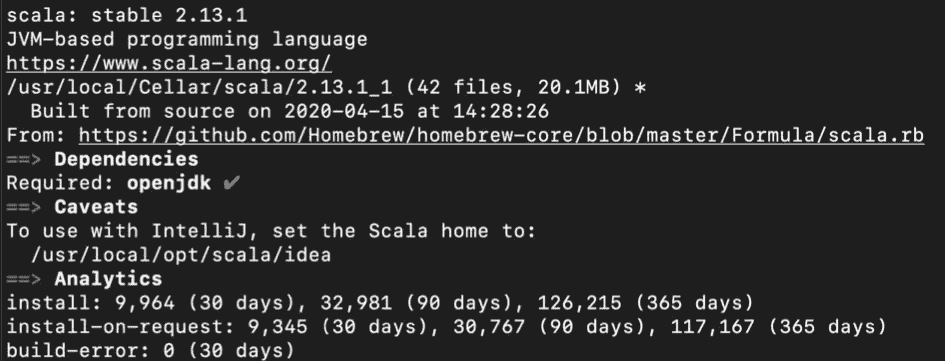 scala: stable 2.13.1
JVM-based programming language
https://www.scala-lang.org/
/usr/local/Cellar/scala/2.13.1_1 (42 files, 20.1MB) *
  Built from source on 2020-04-15 at 14:28:26
From: https://github.com/Homebrew/homebrew-core/blob/master/Formula/scala.rb
==> Dependencies
Required: openjdk ✔
==> Caveats
To use with IntelliJ, set the Scala home to:
  /usr/local/opt/scala/idea
==> Analytics
install: 9,964 (30 days), 32,981 (90 days), 126,215 (365 days)
install-on-request: 9,345 (30 days), 30,767 (90 days), 117,167 (365 days)
build-error: 0 (30 days)